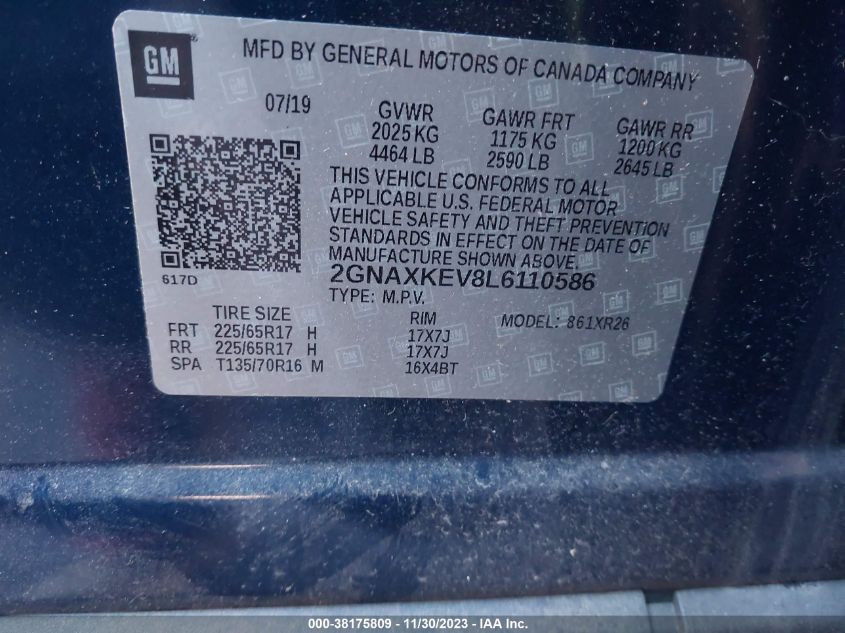 GM
MFD BY GENERAL MOTORS OF CANADA COMPANY
07/19
GVWR
2025 KG
4464 LB
GAWR FRT
1175 KG
2590 LB
GAWR RR
1200 KG
2645 LB
THIS VEHICLE CONFORMS TO ALL
APPLICABLE U.S. FEDERAL MOTOR
VEHICLE SAFETY AND THEFT PREVENTION
STANDARDS IN EFFECT ON THE DATE OF
MANUFACTURE SHOWN ABOVE.
617D
2GNAXKEV8L6110586
TYPE: M.P.V.
MODEL: 861XR26
TIRE SIZE RIM
FRT 225/65R17 H 17X7J
RR 225/65R17 H 17X7J
SPA T135/70R16 M 16X4BT
000-38175809 - 11/30/2023 - IAA Inc.